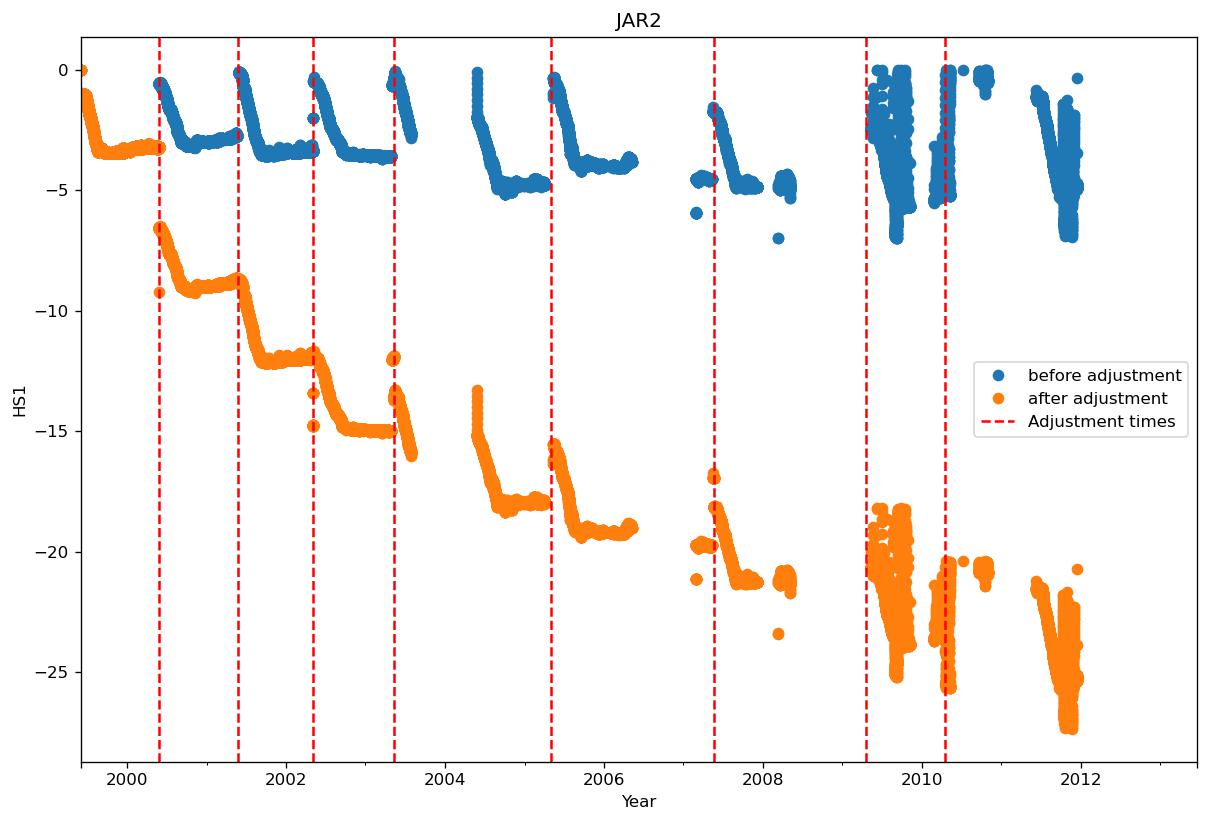 JAR2
HS1
0
−5
−10
−15
−20
−25
before adjustment
after adjustment
Adjustment times
2000 2002 2004 2006 2008 2010 2012
Year